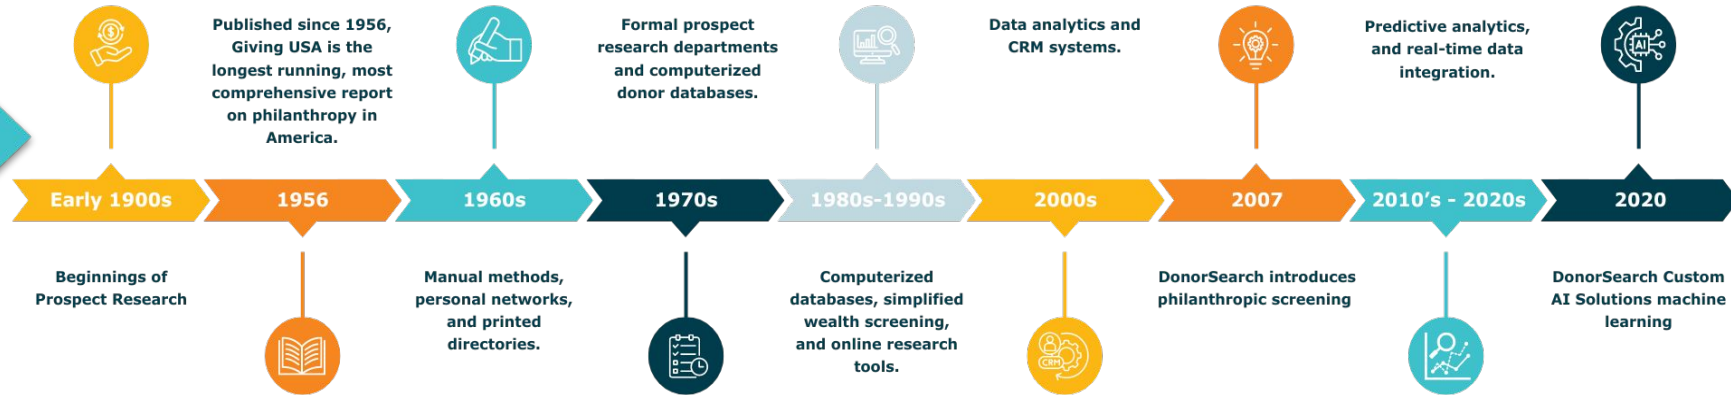 Published since 1956,
Giving USA is the
longest running, most
comprehensive report
on philanthropy in
America.
Formal prospect
research departments
and computerized
donor databases.
Data analytics and
CRM systems.
Predictive analytics,
and real-time data
integration.
AI
Early 1900s
1956
1960s
1970s
1980s-1990s
2000s
2007
2010’s - 2020s
2020
Beginnings of
Prospect Research
Manual methods,
personal networks,
and printed
directories.
Computerized
databases, simplified
wealth screening,
and online research
tools.
CRM
DonorSearch introduces
philanthropic screening
DonorSearch Custom
AI Solutions machine
learning